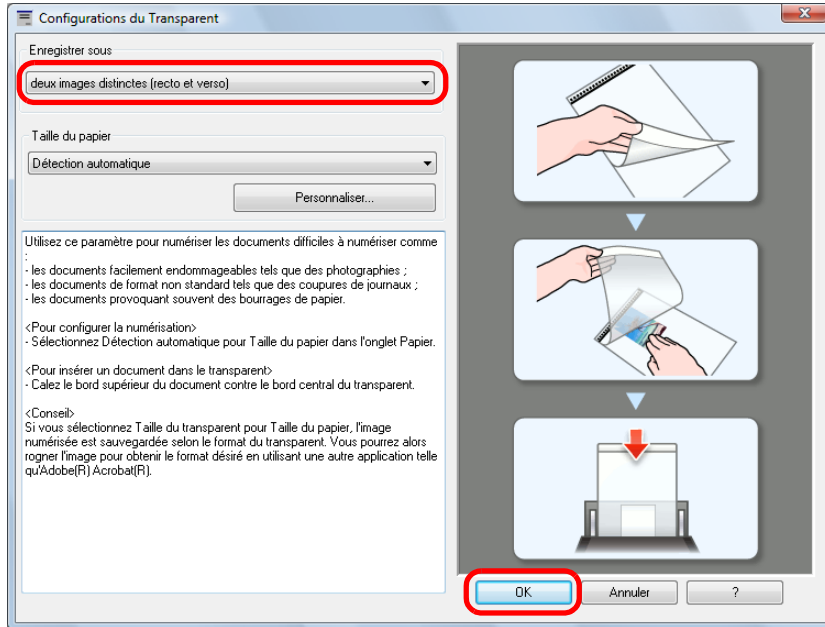 Configurations du Transparent
Enregistrer sous
deux images distinctes (recto et verso)
Taille du papier
Détection automatique
Personnaliser...
Utilisez ce paramètre pour numériser les documents difficiles à numériser comme
:
- les documents facilement endommageables tels que des photographies ;
- les documents de format non standard tels que des coupures de journaux ;
- les documents provoquant souvent des bourrages de papier.
<Pour configurer la numérisation>
- Sélectionnez Détection automatique pour Taille du papier dans l'onglet Papier.
<Pour insérer un document dans le transparent>
- Calez le bord supérieur du document contre le bord central du transparent.
<Conseil>
Si vous sélectionnez Taille du transparent pour Taille du papier, l'image
numérisée est sauvegardée selon le format du transparent. Vous pourrez alors
rogner l'image pour obtenir le format désiré en utilisant une autre application telle
qu'Adobe(R) Acrobat(R).
OK
Annuler
?